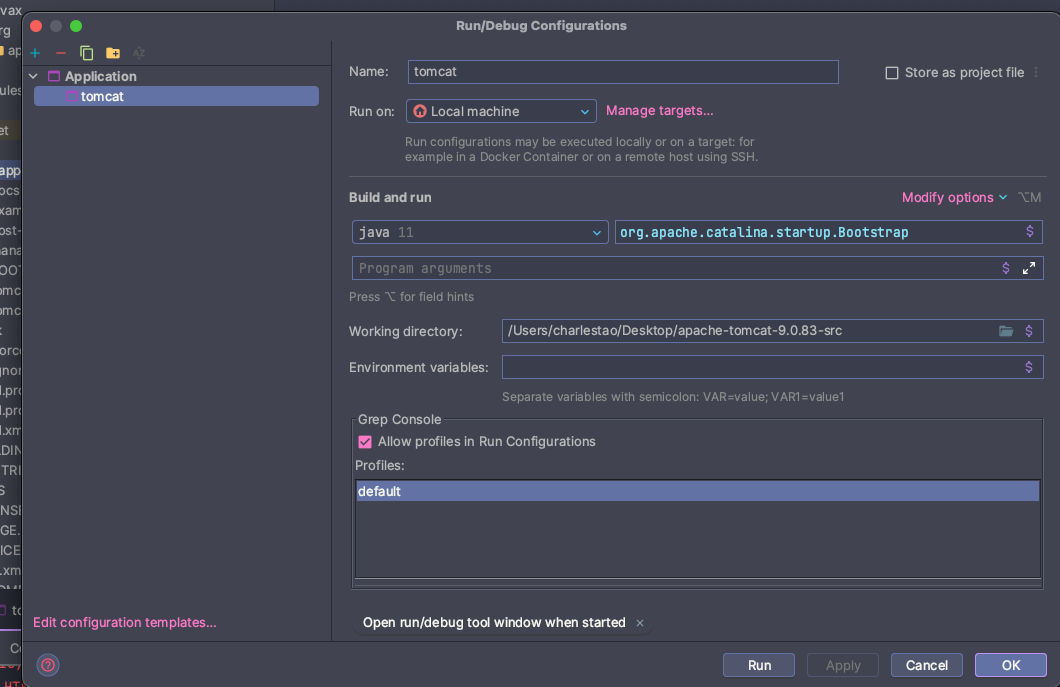 Run/Debug Configurations
Application
tomcat
Name: tomcat
Store as project file
Run on: Local machine Manage targets...
Run configurations may be executed locally or on a target: for
example in a Docker Container or on a remote host using SSH.
Build and run
Modify options ⌥M
java 11 org.apache.catalina.startup.Bootstrap
Program arguments
Press ⌥ for field hints
Working directory: /Users/charlestao/Desktop/apache-tomcat-9.0.83-src
Environment variables:
Separate variables with semicolon: VAR=value; VAR1=value1
Grep Console
Allow profiles in Run Configurations
Profiles:
default
Open run/debug tool window when started
Edit configuration templates...
Run Apply Cancel OK